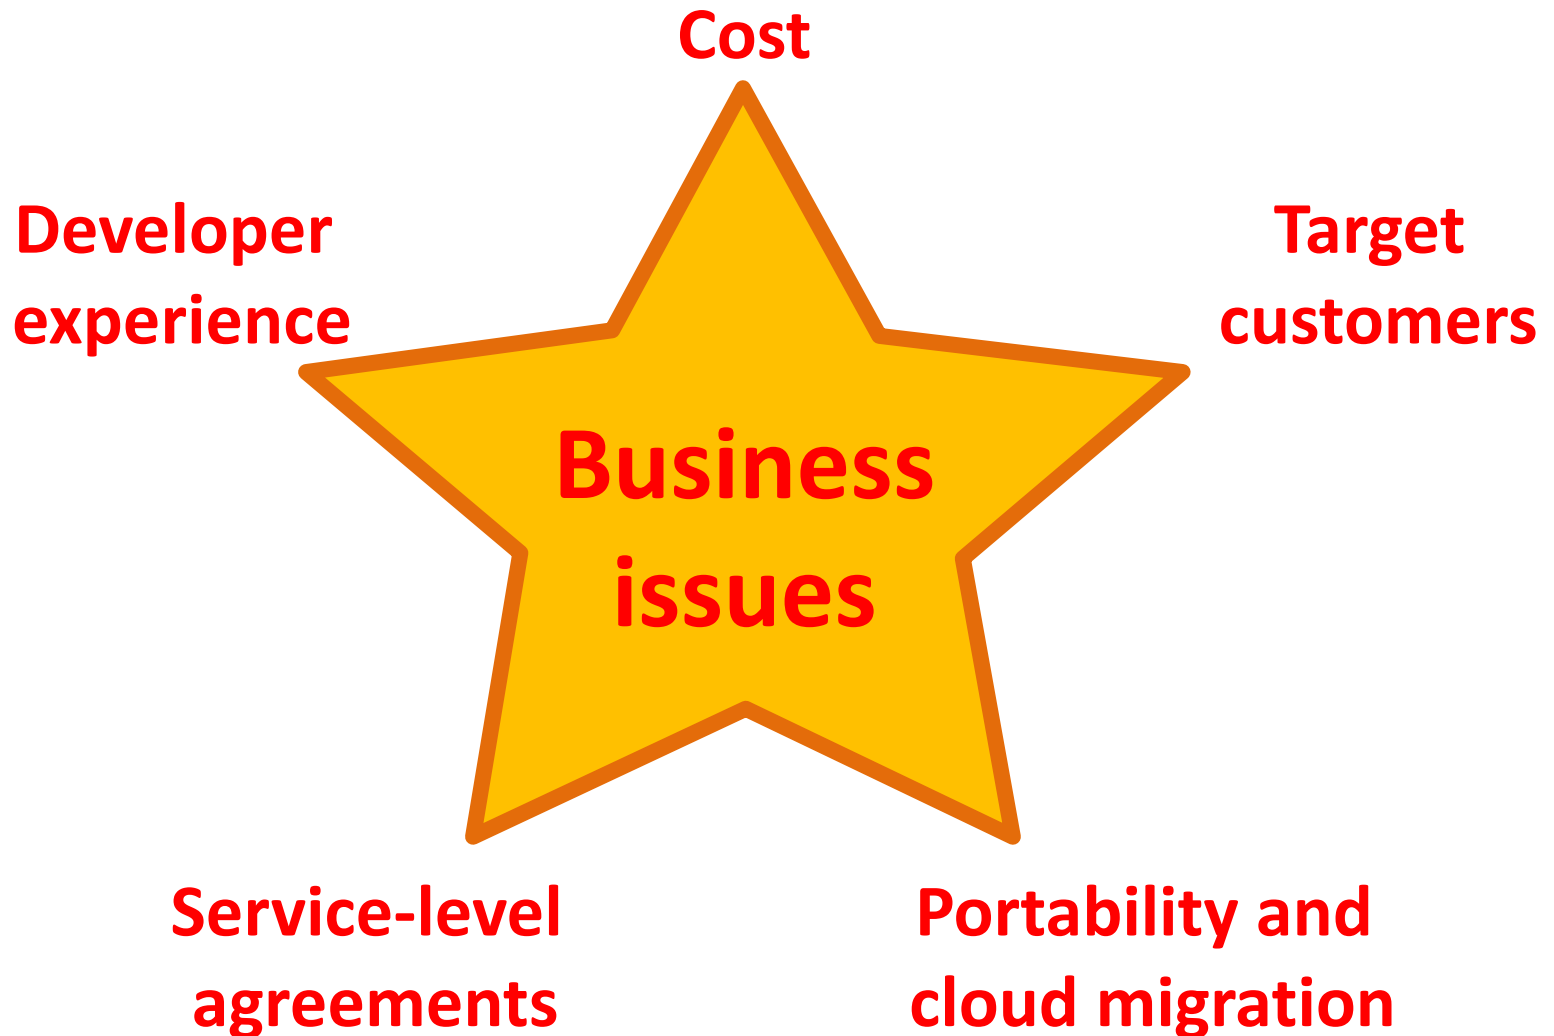 Cost
Developer
experience
Target
customers
Business
issues
Service-level
agreements
Portability and
cloud migration